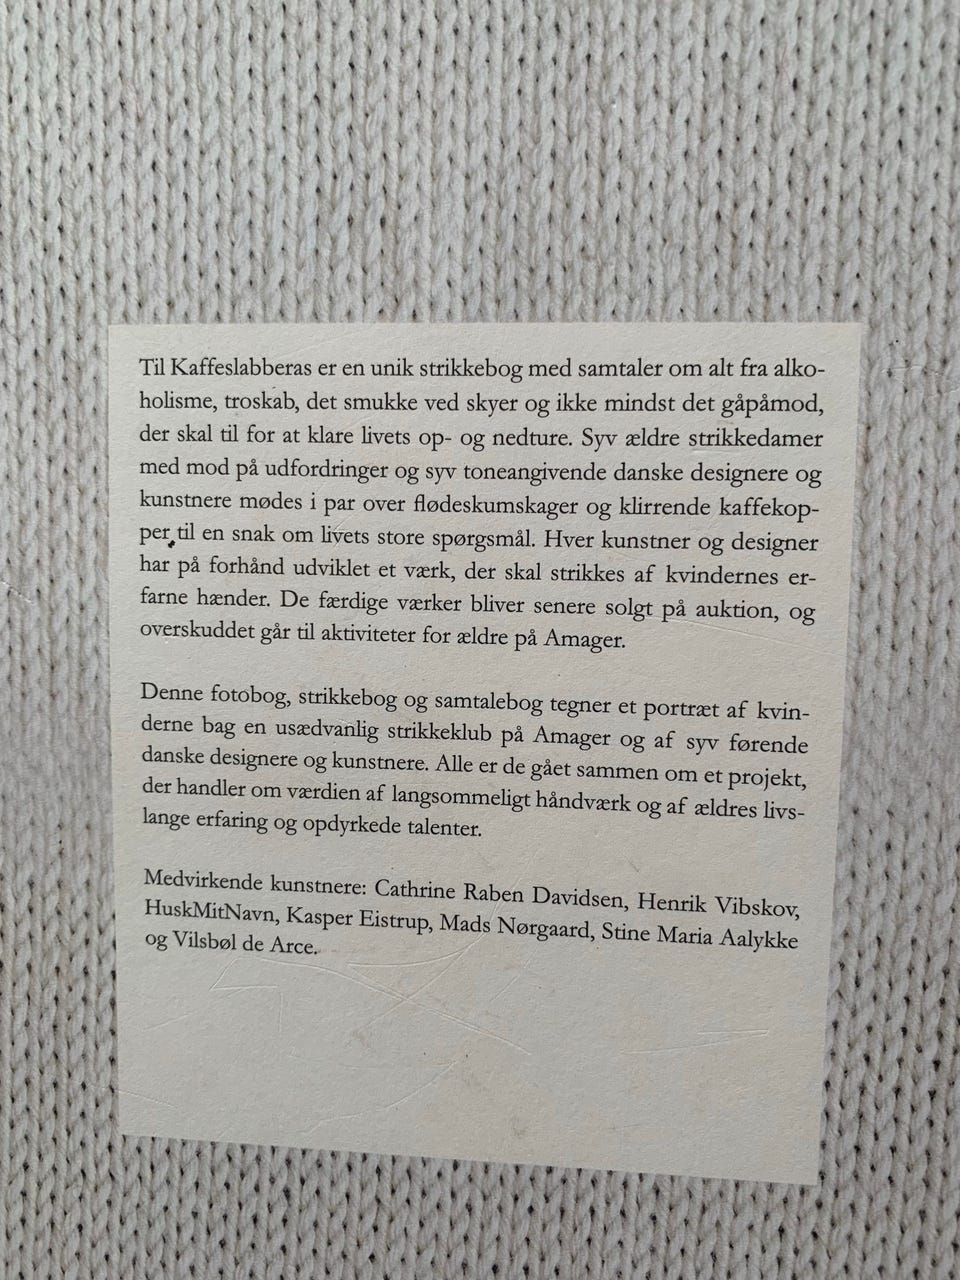 Til Kaffeslabberas er en unik strikkebog med samtaler om alt fra alko-
holisme, troskab, det smukke ved skyer og ikke mindst det gåpåmod,
der skal til for at klare livets op- og nedture. Syv ældre strikkedamer
med mod på udfordringer og syv toneangivende danske designere og
kunstnere mødes i par over flødeskumskager og klirrende kaffekop-
per til en snak om livets store spørgsmål. Hver kunstner og designer
har på forhånd udviklet et værk, der skal strikkes af kvindernes er-
farne hænder. De færdige værker bliver senere solgt på auktion, og
overskuddet går til aktiviteter for ældre på Amager.

Denne fotobog, strikkebog og samtalebog tegner et portræt af kvin-
derne bag en usædvanlig strikkeklub på Amager og af syv førende
danske designere og kunstnere. Alle er de gået sammen om et projekt,
der handler om værdien af langsommeligt håndværk og af ældres livs-
lange erfaring og opdyrkede talenter.

Medvirkende kunstnere: Cathrine Raben Davidsen, Henrik Vibskov,
HuskMitNavn, Kasper Eistrup, Mads Nørgaard, Stine Maria Aalykke
og Vilsbøl de Arce.